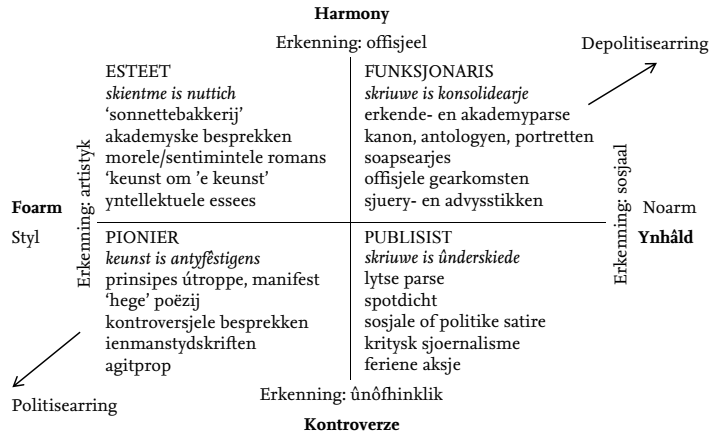 Harmony
Erkenning: offisjeel
Depolitisearring
ESTEET
skientme is nuttich
‘sonnettebakkerij’
akademyske besprekken
morele/sentimintele romans
‘keunst om ’e keunst’
yntellektuele essees
FUNKSJONARIS
skriuwe is konsolidearje
erkende- en akademyparse
kanon, antologyen, portretten
soapsearjes
offisjele gearkomsten
sjuery- en advysstikken
Foarm
Styl
Erkenning: artistyk
Erkenning: sosjaal
Noarm
Ynhâld
PIONIER
keunst is antyfêstigens
prinsipes útroppe, manifest
‘hege’ poëzij
kontroversjele besprekken
ienmanstydskriften
agitprop
PUBLISIST
skriuwe is ûnderskiede
lytse parse
spotdicht
sosjale of politike satire
kritysk sjoernalisme
feriene aksje
Politisearring
Erkenning: ûnôfhinklik
Kontroverze